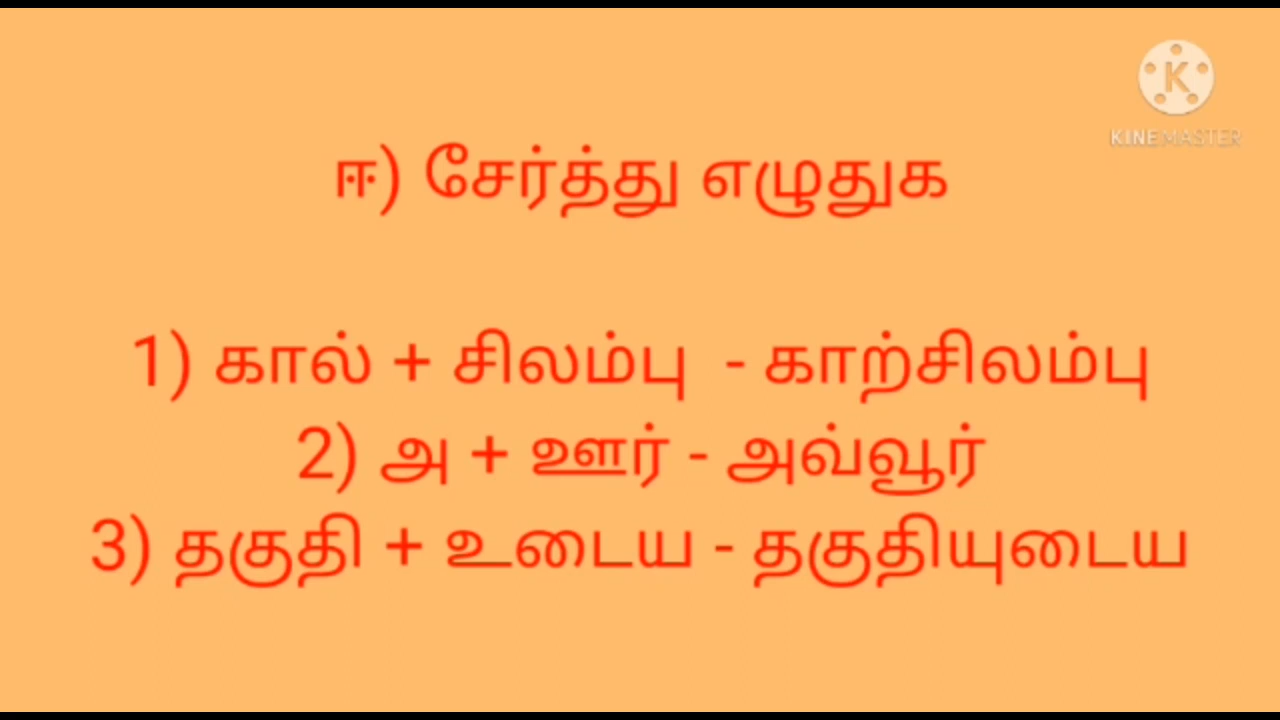 KINEMASTER
ஈ) சேர்த்து எழுதுக
1) கால் + சிலம்பு - காற்சிலம்பு
2) அ + ஊர் - அவ்வூர்
3) தகுதி + உடைய - தகுதியுடைய